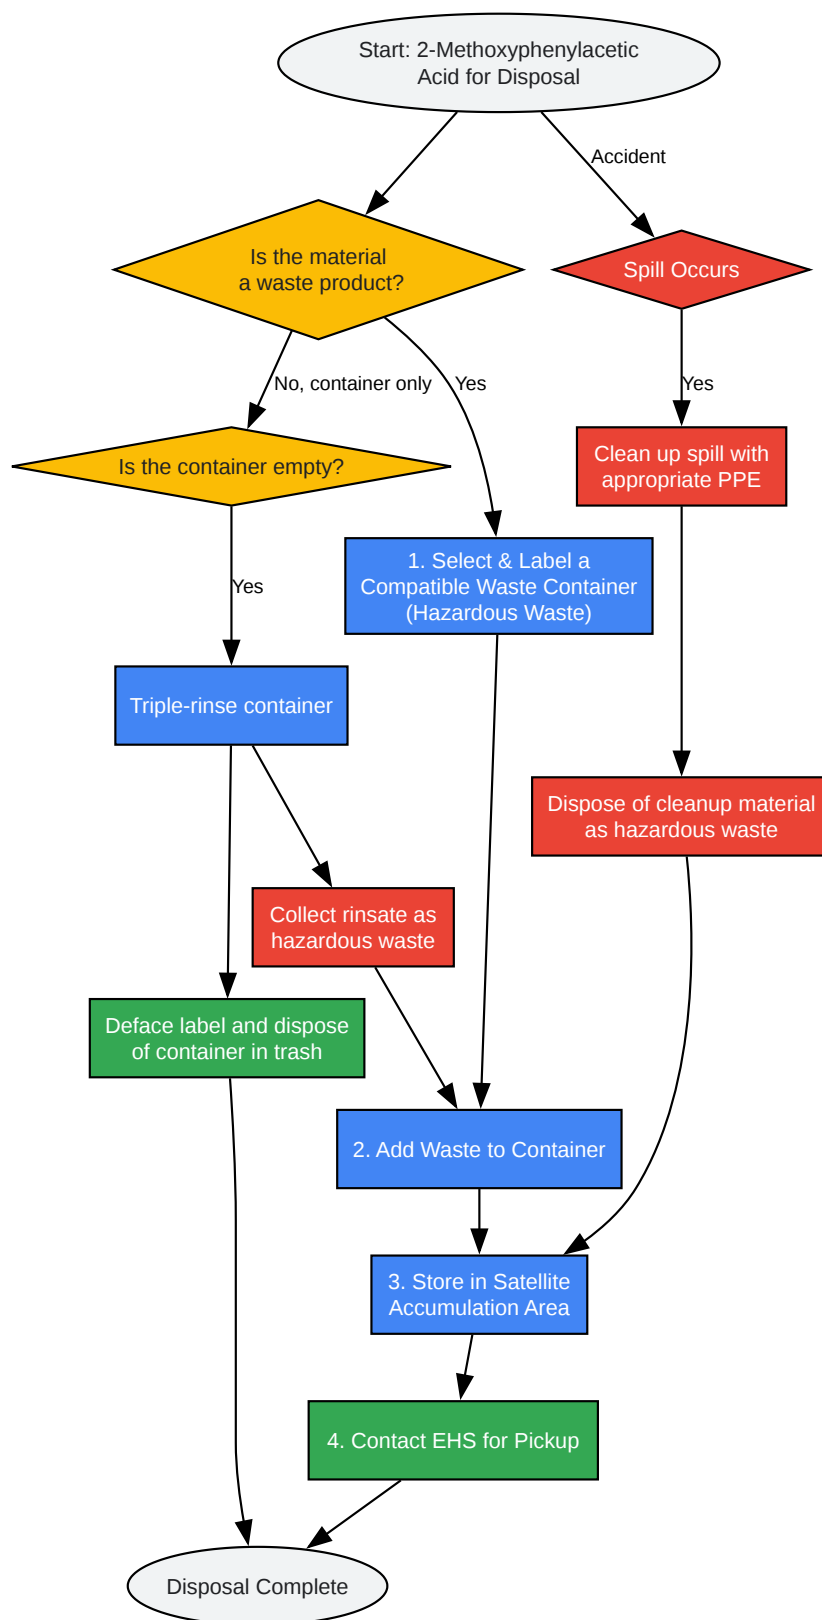 Start: 2-Methoxyphenylacetic
Acid for Disposal
Accident
Is the material
a waste product?
Spill Occurs
No, container only
Yes
Yes
Is the container empty?
Clean up spill with
appropriate PPE
1. Select & Label a
Compatible Waste Container
(Hazardous Waste)
Yes
Triple-rinse container
Dispose of cleanup material
as hazardous waste
Collect rinsate as
hazardous waste
Deface label and dispose
of container in trash
2. Add Waste to Container
3. Store in Satellite
Accumulation Area
4. Contact EHS for Pickup
Disposal Complete